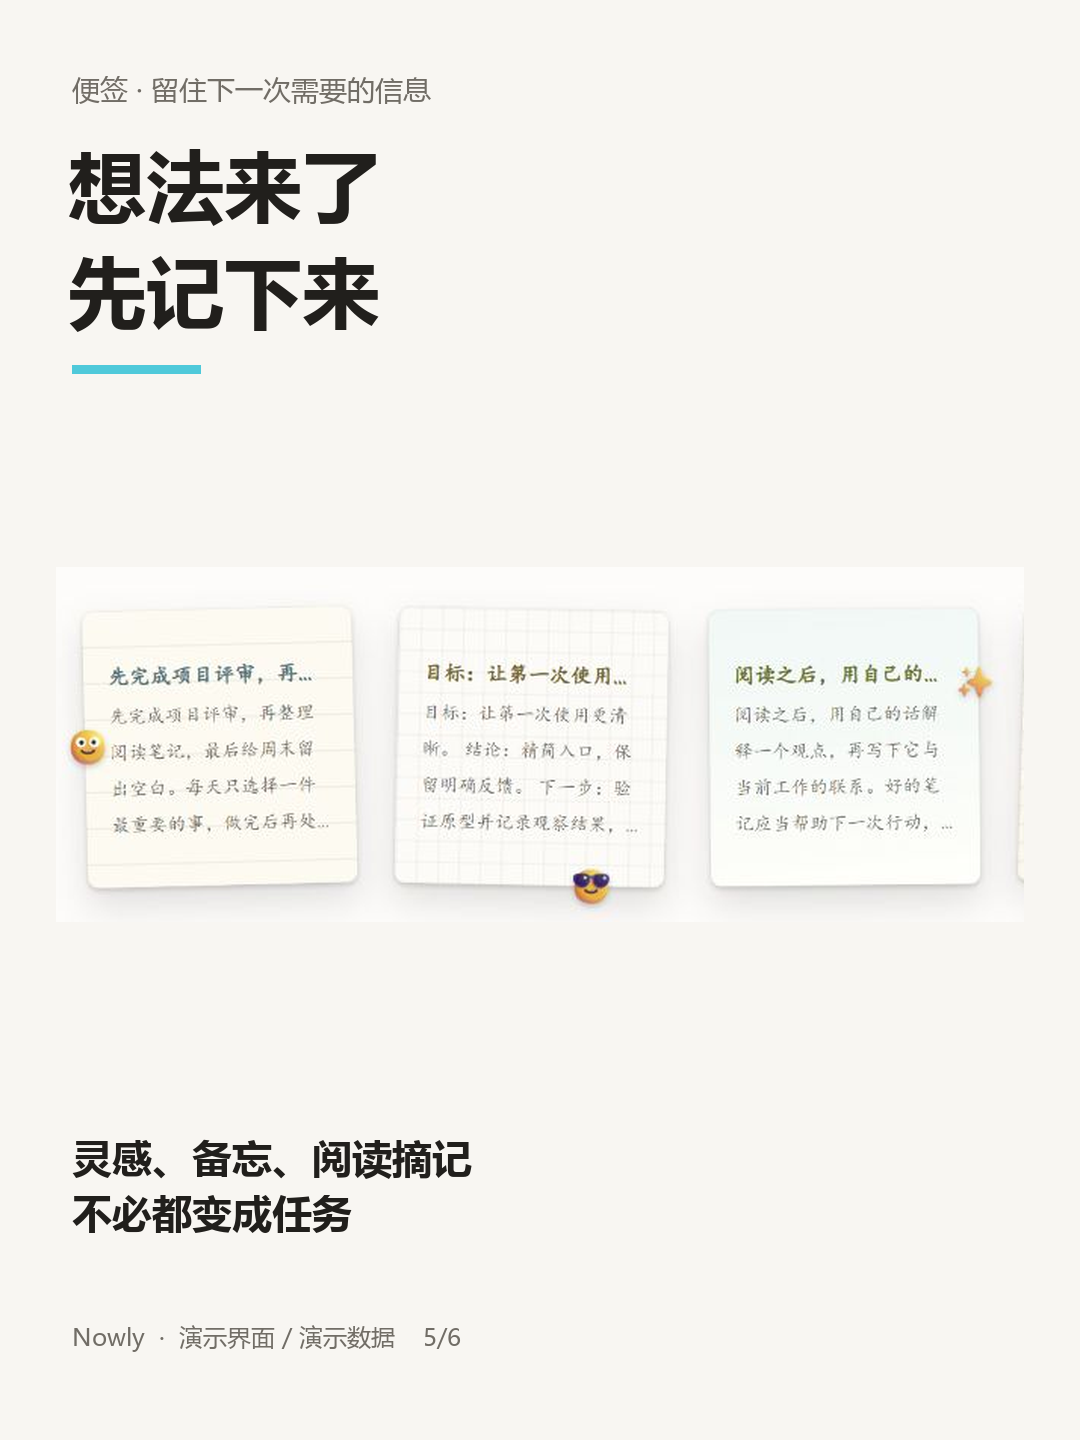 便签 · 留住下一次需要的信息
想法来了
先记下来
先完成项目评审，再...
先完成项目评审，再整理
阅读笔记，最后给周末留
出空白。每天只选择一件
最重要的事，做完后再处...
目标：让第一次使用...
目标：让第一次使用更清
晰。 结论：精简入口，保
留明确反馈。 下一步：验
证原型并记录观察结果，...
阅读之后，用自己的...
阅读之后，用自己的话解
释一个观点，再写下它与
当前工作的联系。好的笔
记应当帮助下一次行动，...
灵感、备忘、阅读摘记
不必都变成任务
Nowly · 演示界面 / 演示数据 5/6